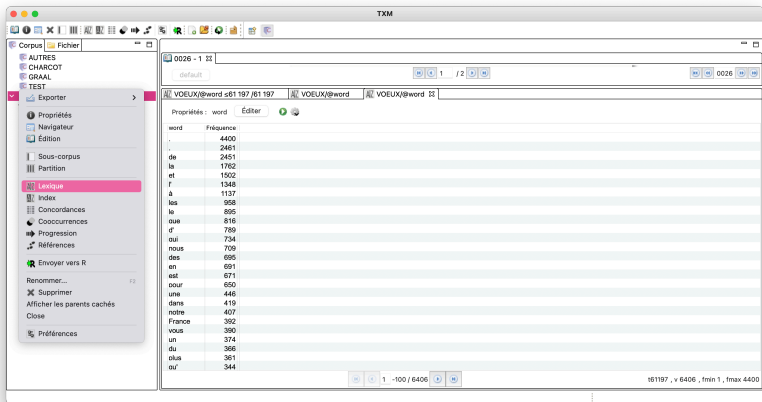 TXM
Corpus
Fichier
AUTRES
CHARCOT
GRAAL
TEST
Exporter
Propriétés
Navigateur
Édition
Sous-corpus
Partition
Lexique
Index
Concordances
Cooccurrences
Progression
Références
Envoyer vers R
Renommer... F2
Supprimer
Afficher les parents cachés
Close
Préférences
0026 - 1
default
1 / 2
0026
VOEUX/@word ≤61 197 /61 197
VOEUX/@word
VOEUX/@word
Propriétés : word Éditer
word Fréquence
, 4400
. 2461
de 2451
la 1762
et 1502
l' 1348
à 1137
les 958
le 895
que 816
d' 789
qui 734
nous 709
des 695
en 691
est 671
pour 650
une 446
dans 419
notre 407
France 392
vous 390
un 374
du 366
plus 361
qu' 344
1 -100 / 6406
t61197 , v 6406 , fmin 1 , fmax 4400